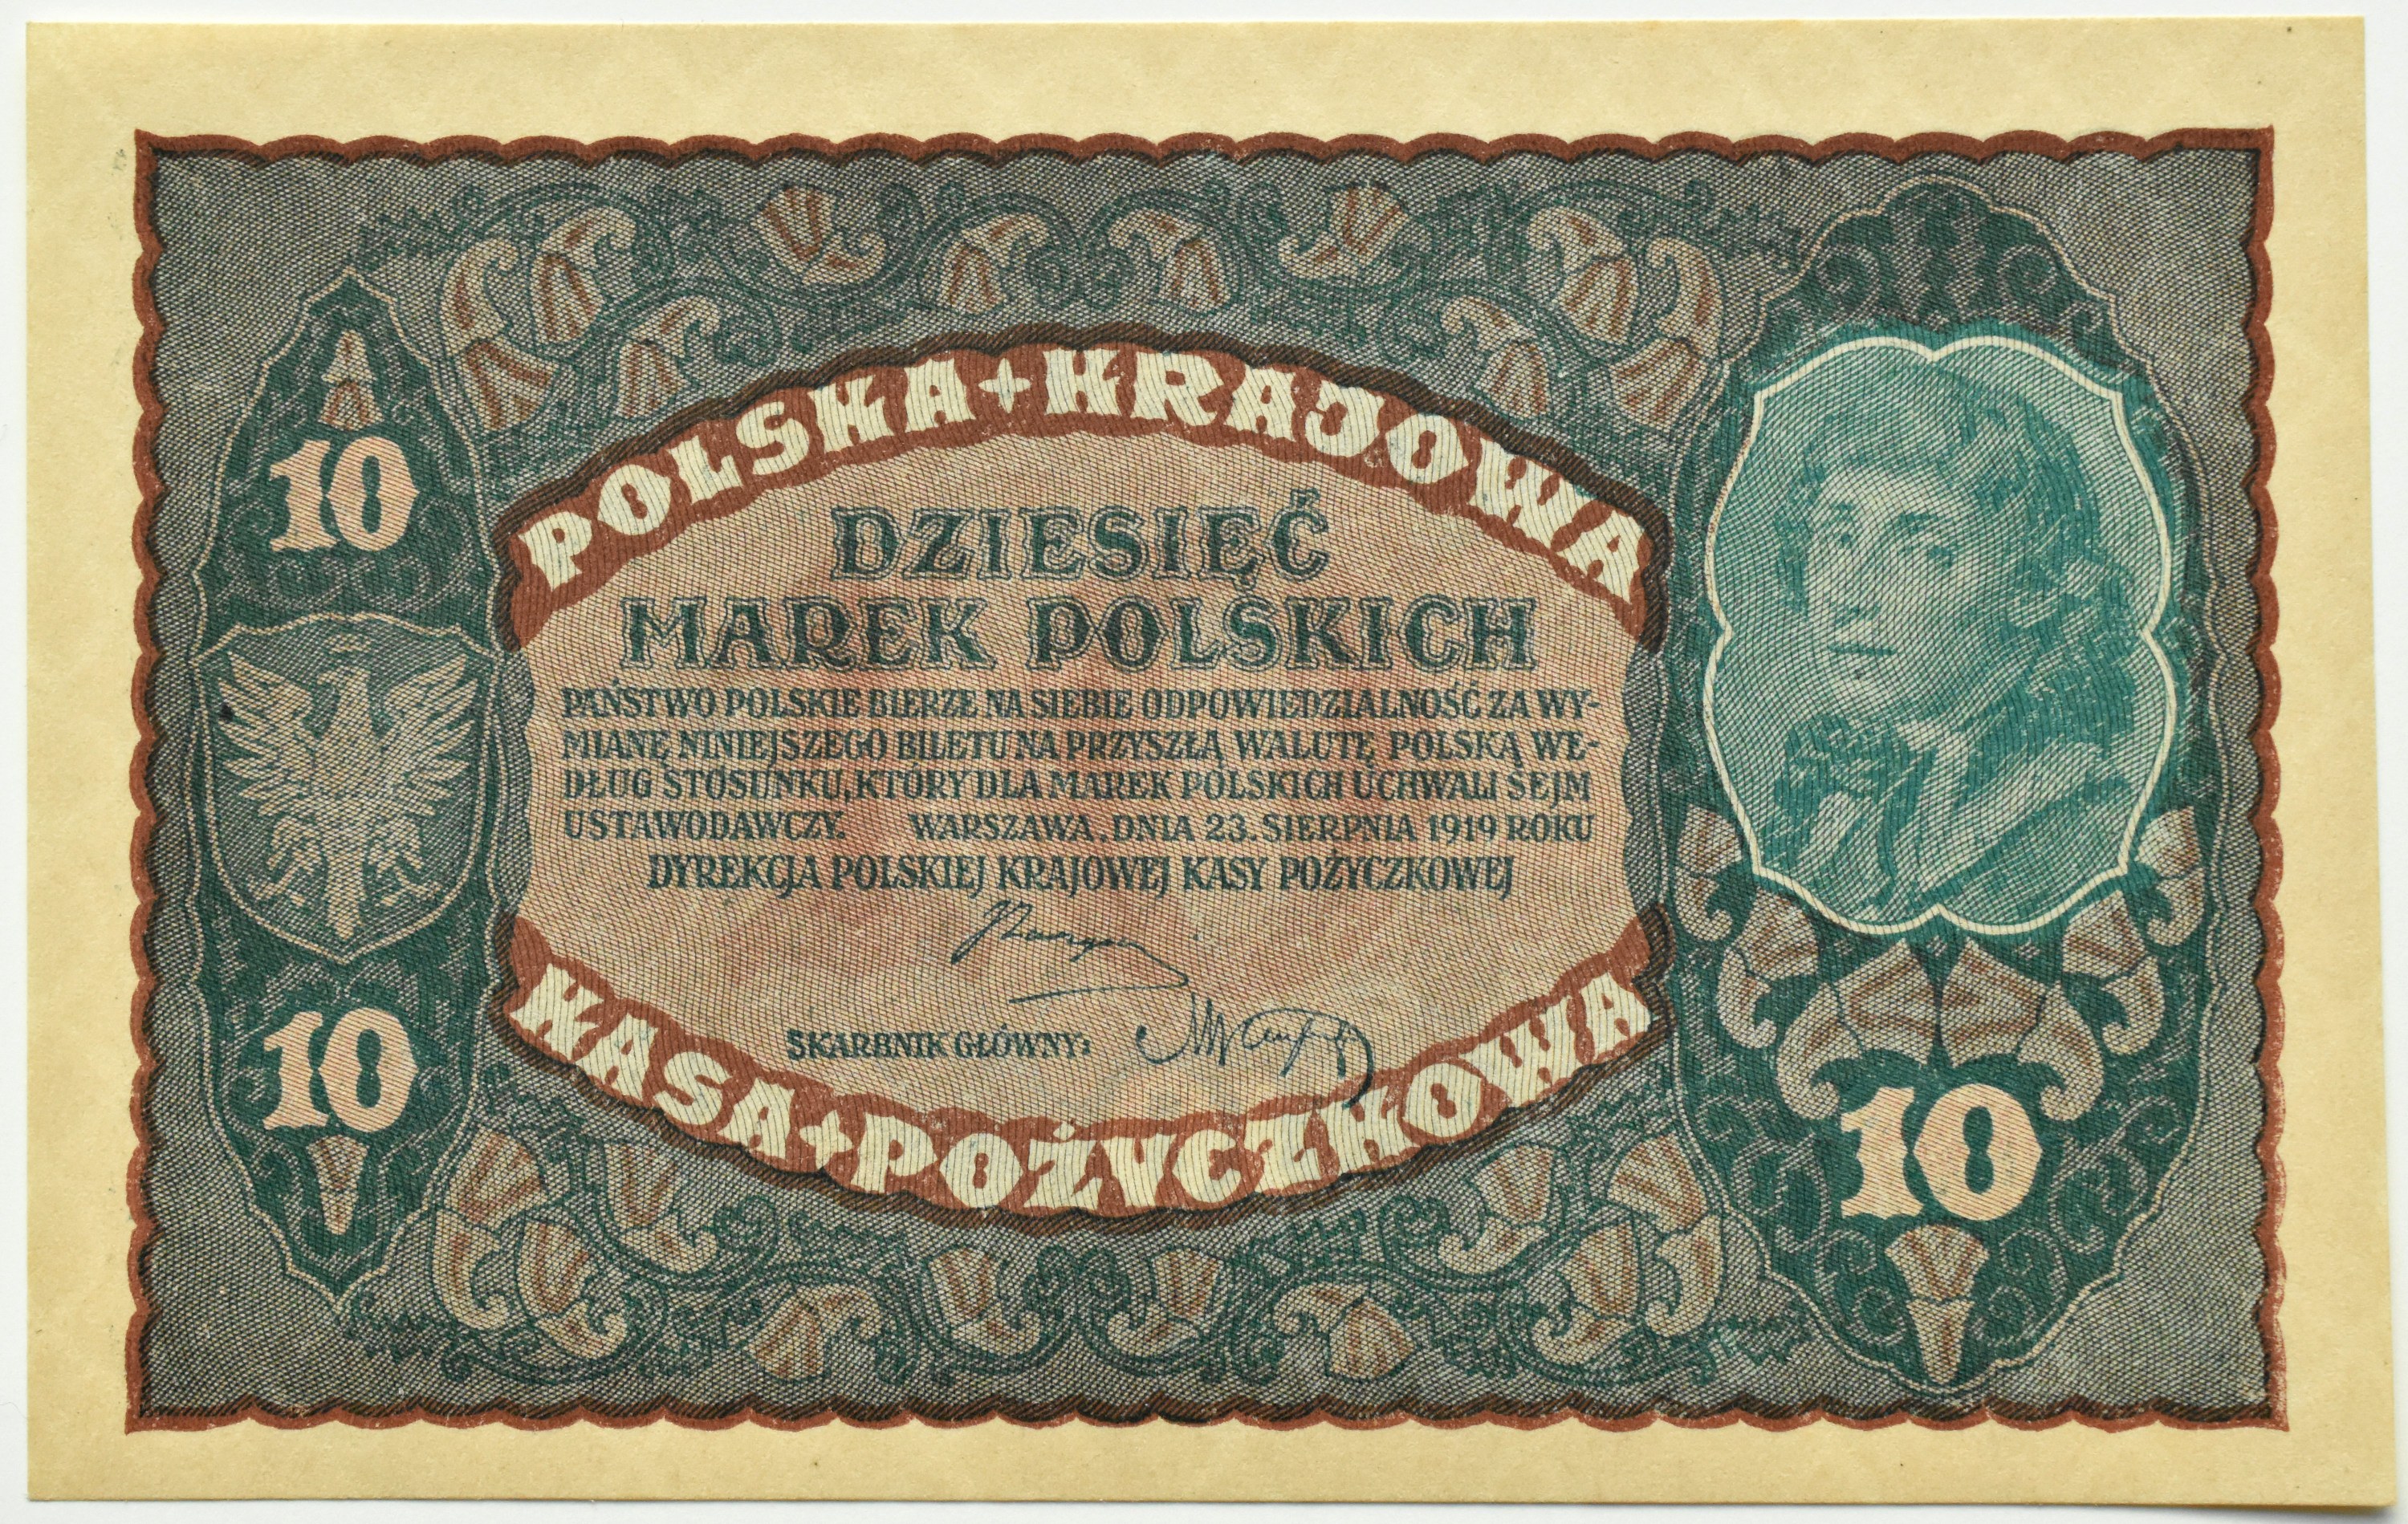 POLSKA + KRAJOWA
10
DZIESIĘĆ
MAREK POLSKICH
PAŃSTWO POLSKIE BIERZE NA SIEBIE ODPOWIEDZIALNOŚĆ ZA WY-
MIANĘ NINIEJSZEGO BILETU NA PRZYSZŁĄ WALUTĘ POLSKĄ WE-
DŁUG STOSUNKU, KTÓRY DLA MAREK POLSKICH UCHWALI SEJM
USTAWODAWCZY. WARSZAWA, DNIA 23. SIERPNIA 1919 ROKU
DYREKCJA POLSKIEJ KRAJOWEJ KASY POŻYCZKOWEJ
SKARBNIK GŁÓWNY:
10
KASA + POŻYCZKOWA
10